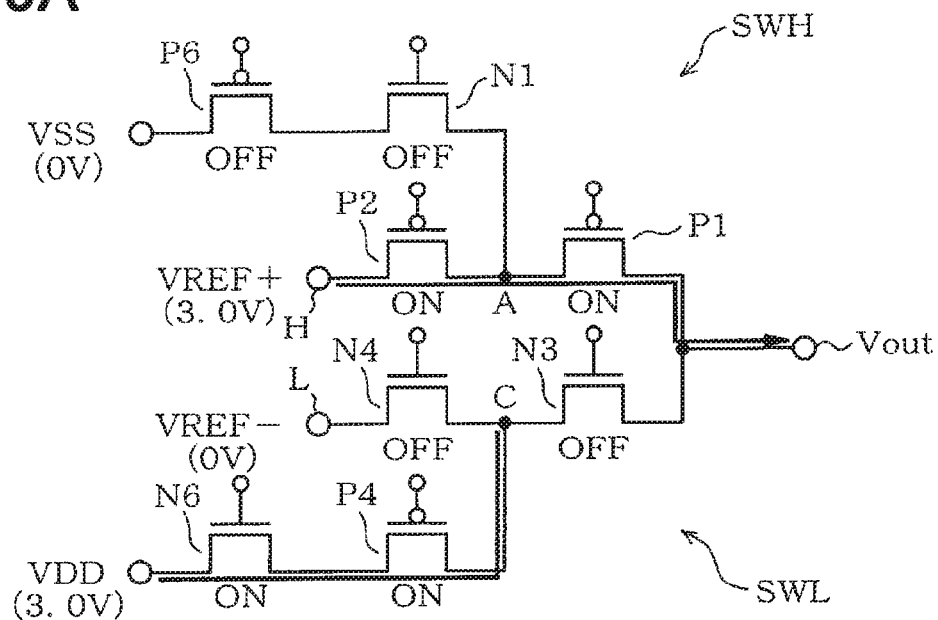 SWH
P6
N1
VSS
(0V)
OFF
OFF
P2
P1
VREF+
(3. 0V)
H
ON
A
ON
N4
N3
Vout
L
C
VREF-
(0V)
OFF
OFF
N6
P4
VDD
(3. 0V)
ON
ON
SWL